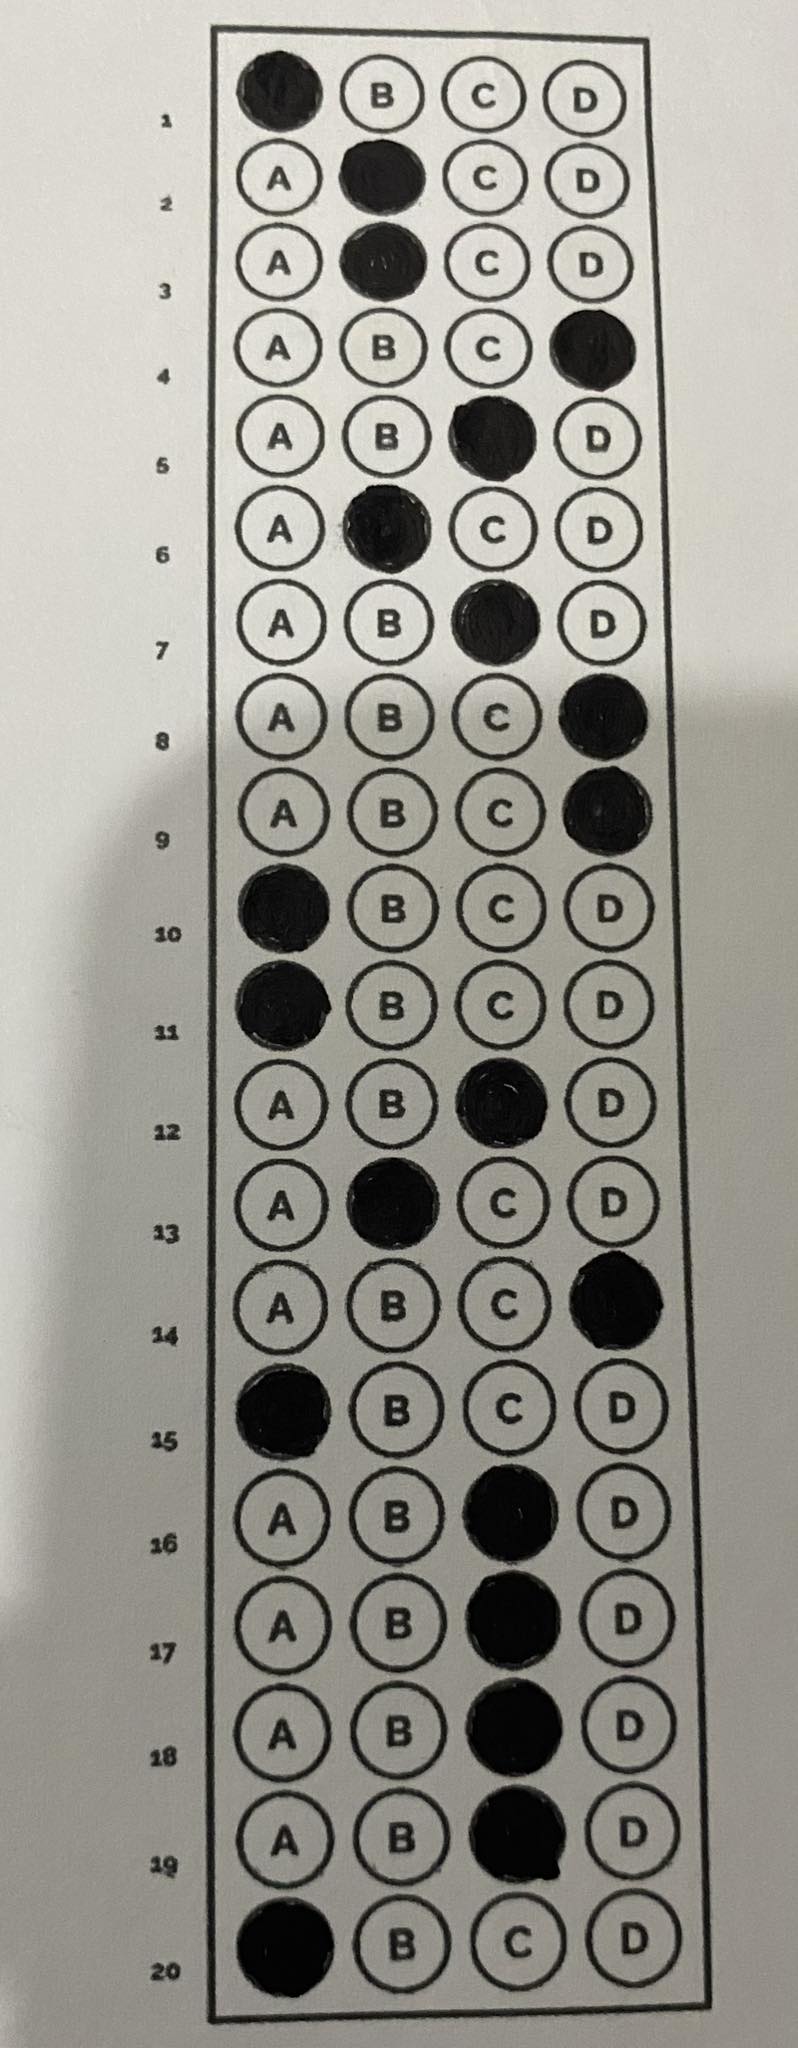 1 B C D
2 A C D
3 A C D
4 A B C
5 A B D
6 A C D
7 A B D
8 A B C
9 A B C
10 B C D
11 B C D
12 A B D
13 A C D
14 A B C
15 B C D
16 A B D
17 A B D
18 A B D
19 A B D
20 B C D